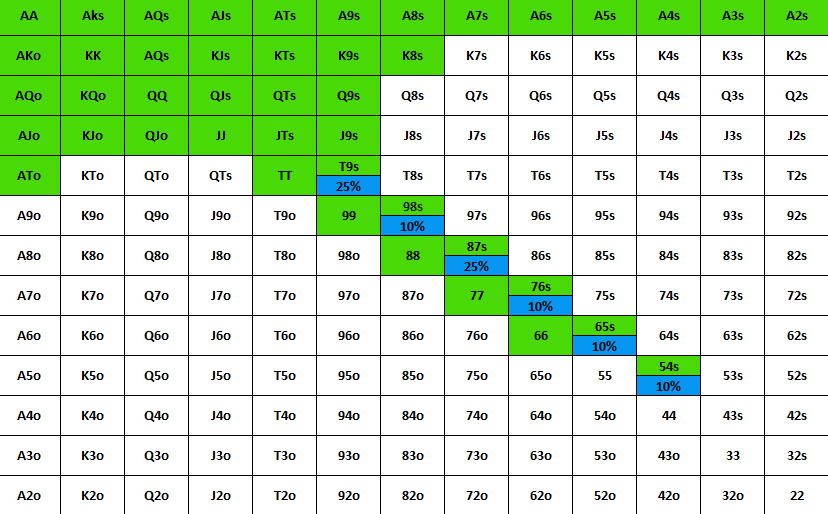 AA Aks AQs AJs ATs A9s A8s A7s A6s A5s A4s A3s A2s
AKo KK AQs KJs KTs K9s K8s K7s K6s K5s K4s K3s K2s
AQo KQo QQ QJs QTs Q9s Q8s Q7s Q6s Q5s Q4s Q3s Q2s
AJo KJo QJo JJ JTs J9s J8s J7s J6s J5s J4s J3s J2s
ATo KTo QTo QTs TT T9s 25% T8s T7s T6s T5s T4s T3s T2s
A9o K9o Q9o J9o T9o 99 98s 10% 97s 96s 95s 94s 93s 92s
A8o K8o Q8o J8o T8o 98o 88 87s 25% 86s 85s 84s 83s 82s
A7o K7o Q7o J7o T7o 97o 87o 77 76s 10% 75s 74s 73s 72s
A6o K6o Q6o J6o T6o 96o 86o 76o 66 65s 10% 64s 63s 62s
A5o K5o Q5o J5o T5o 95o 85o 75o 65o 55 54s 10% 53s 52s
A4o K4o Q4o J4o T4o 94o 84o 74o 64o 54o 44 43s 42s
A3o K3o Q3o J3o T3o 93o 83o 73o 63o 53o 43o 33 32s
A2o K2o Q2o J2o T2o 92o 82o 72o 62o 52o 42o 32o 22